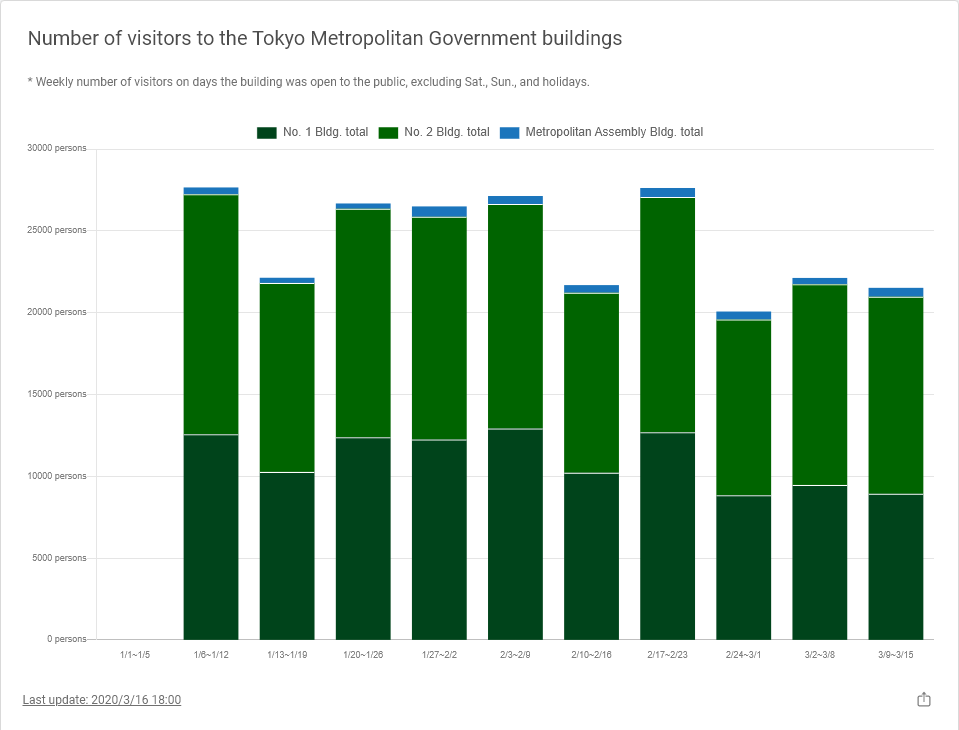 Number of visitors to the Tokyo Metropolitan Government buildings
* Weekly number of visitors on days the building was open to the public, excluding Sat., Sun., and holidays.
No. 1 Bldg. total No. 2 Bldg. total Metropolitan Assembly Bldg. total
30000 persons
25000 persons
20000 persons
15000 persons
10000 persons
5000 persons
0 persons
1/1~1/5 1/6~1/12 1/13~1/19 1/20~1/26 1/27~2/2 2/3~2/9 2/10~2/16 2/17~2/23 2/24~3/1 3/2~3/8 3/9~3/15
Last update: 2020/3/16 18:00